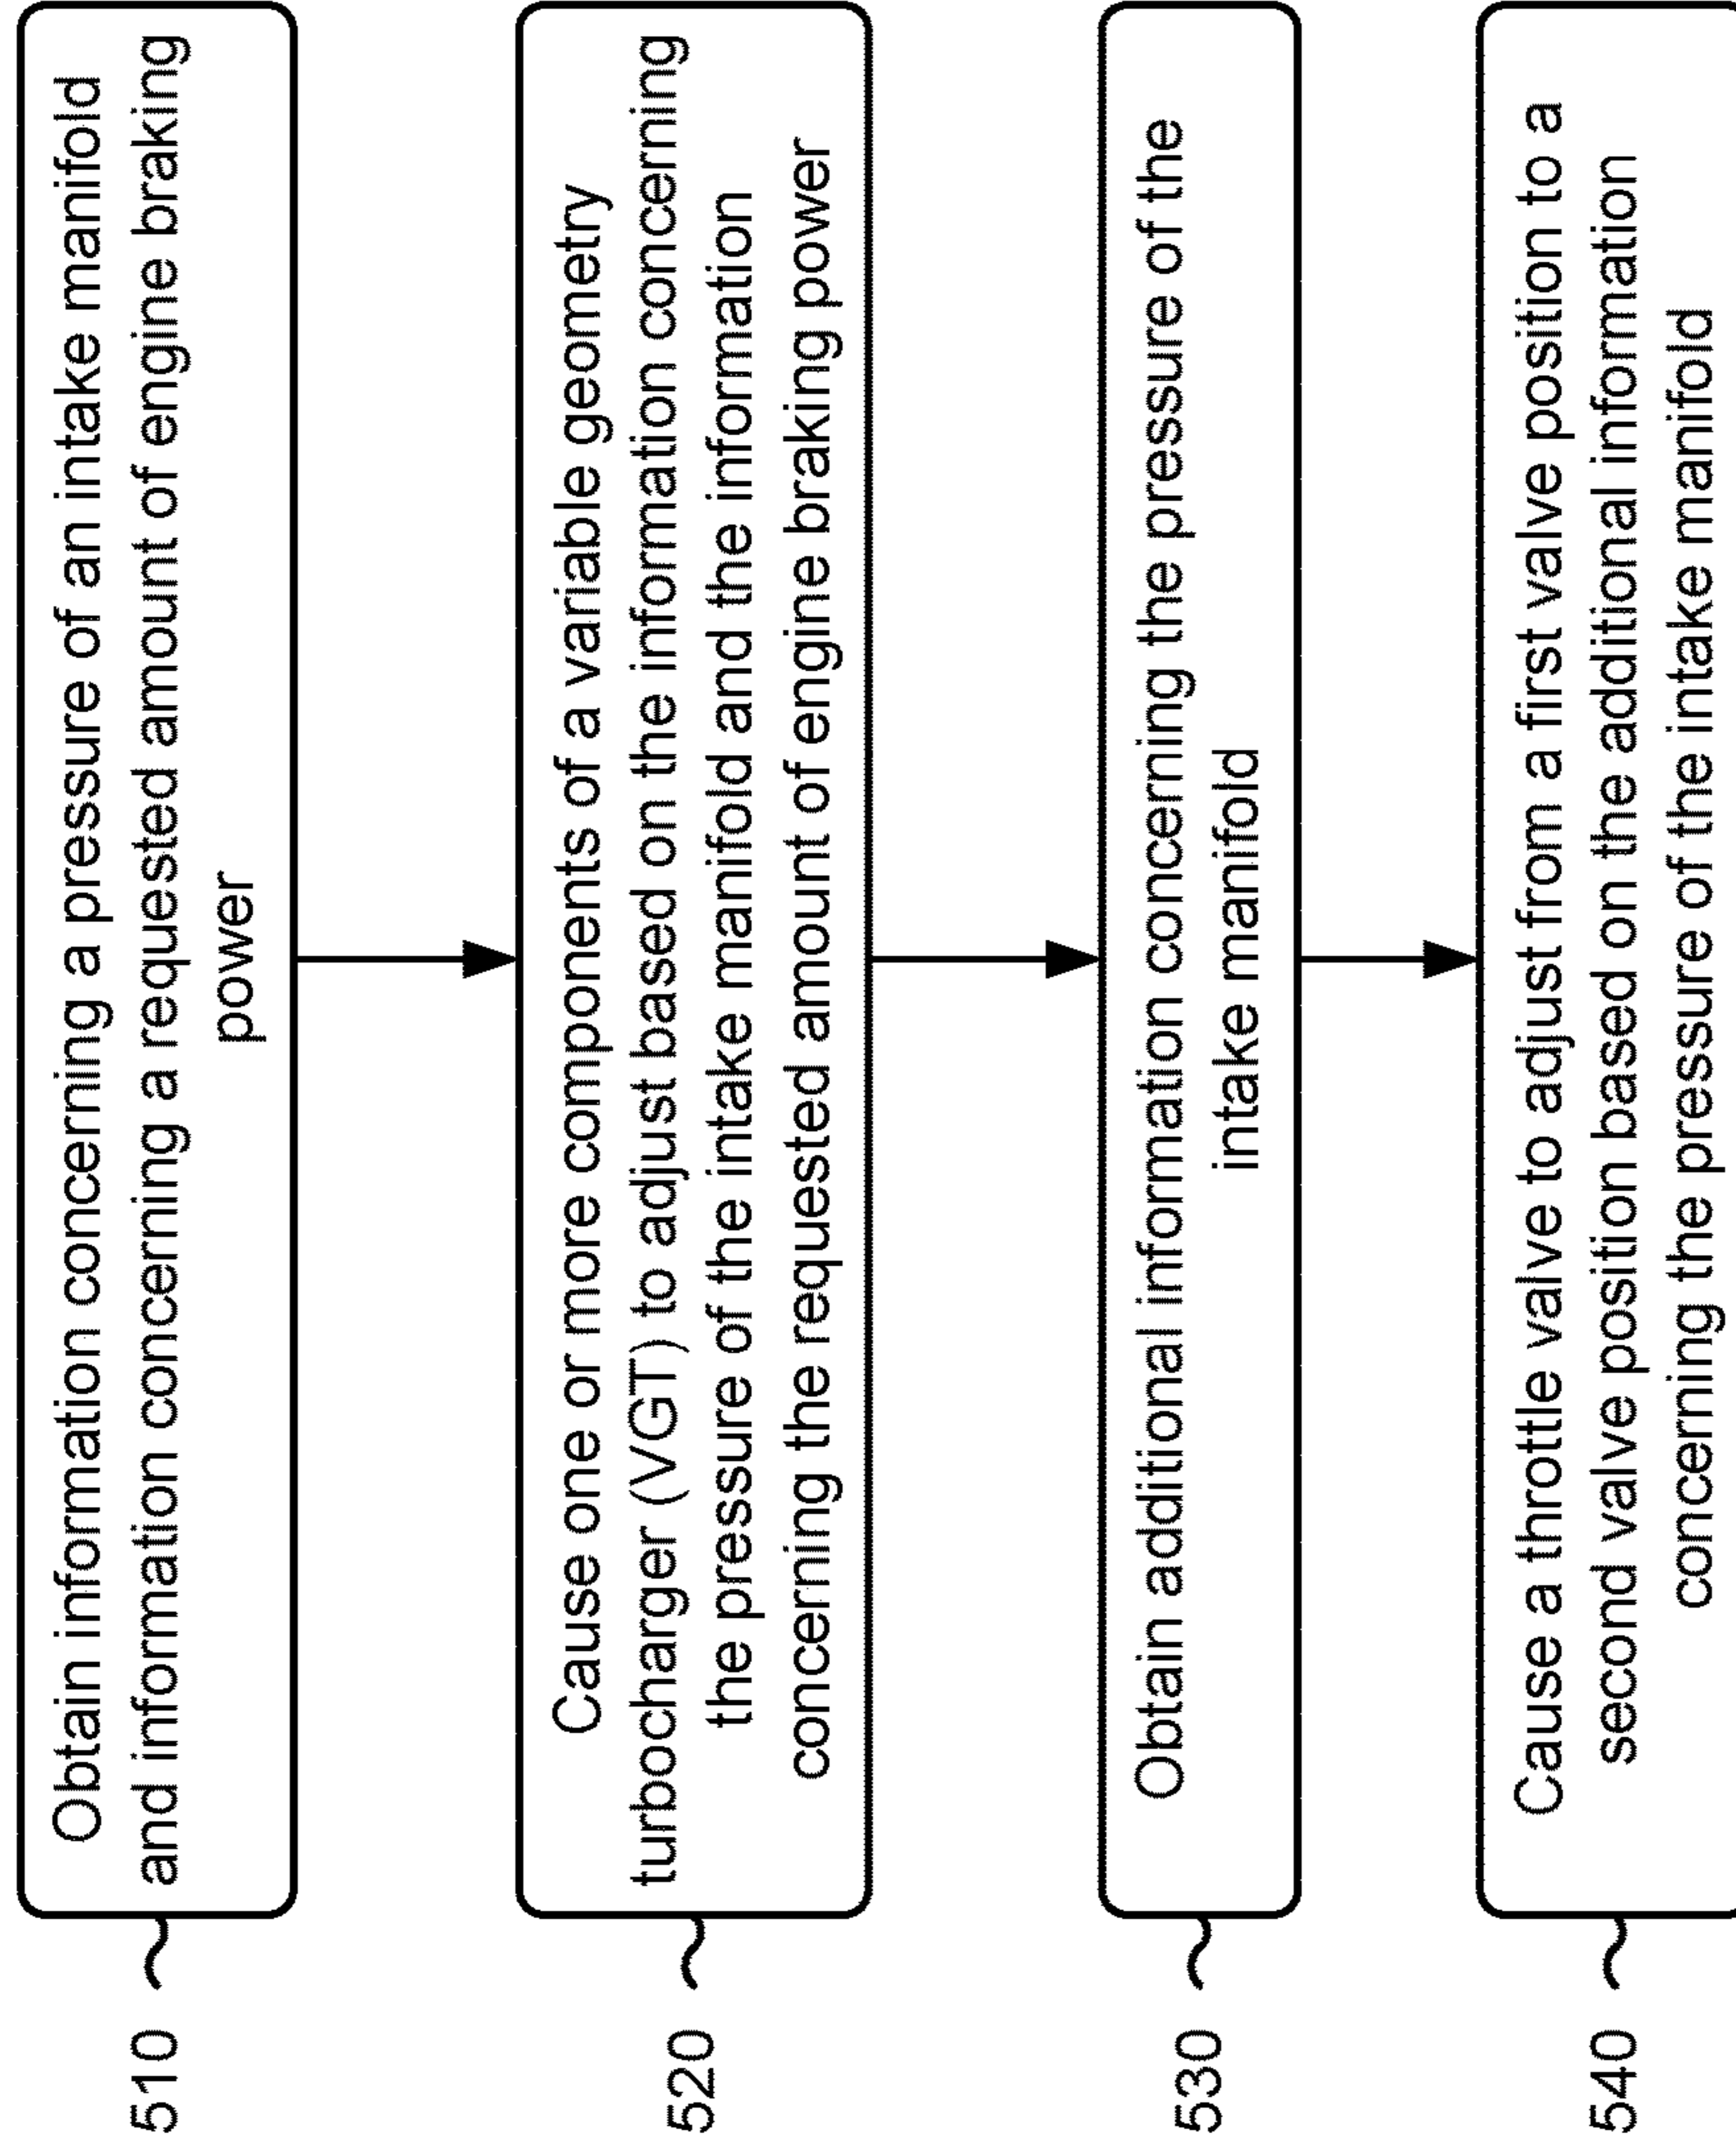 510
Obtain information concerning a pressure of an intake manifold
and information concerning a requested amount of engine braking
power
520
Cause one or more components of a variable geometry
turbocharger (VGT) to adjust based on the information concerning
the pressure of the intake manifold and the information
concerning the requested amount of engine braking power
530
Obtain additional information concerning the pressure of the
intake manifold
540
Cause a throttle valve to adjust from a first valve position to a
second valve position based on the additional information
concerning the pressure of the intake manifold